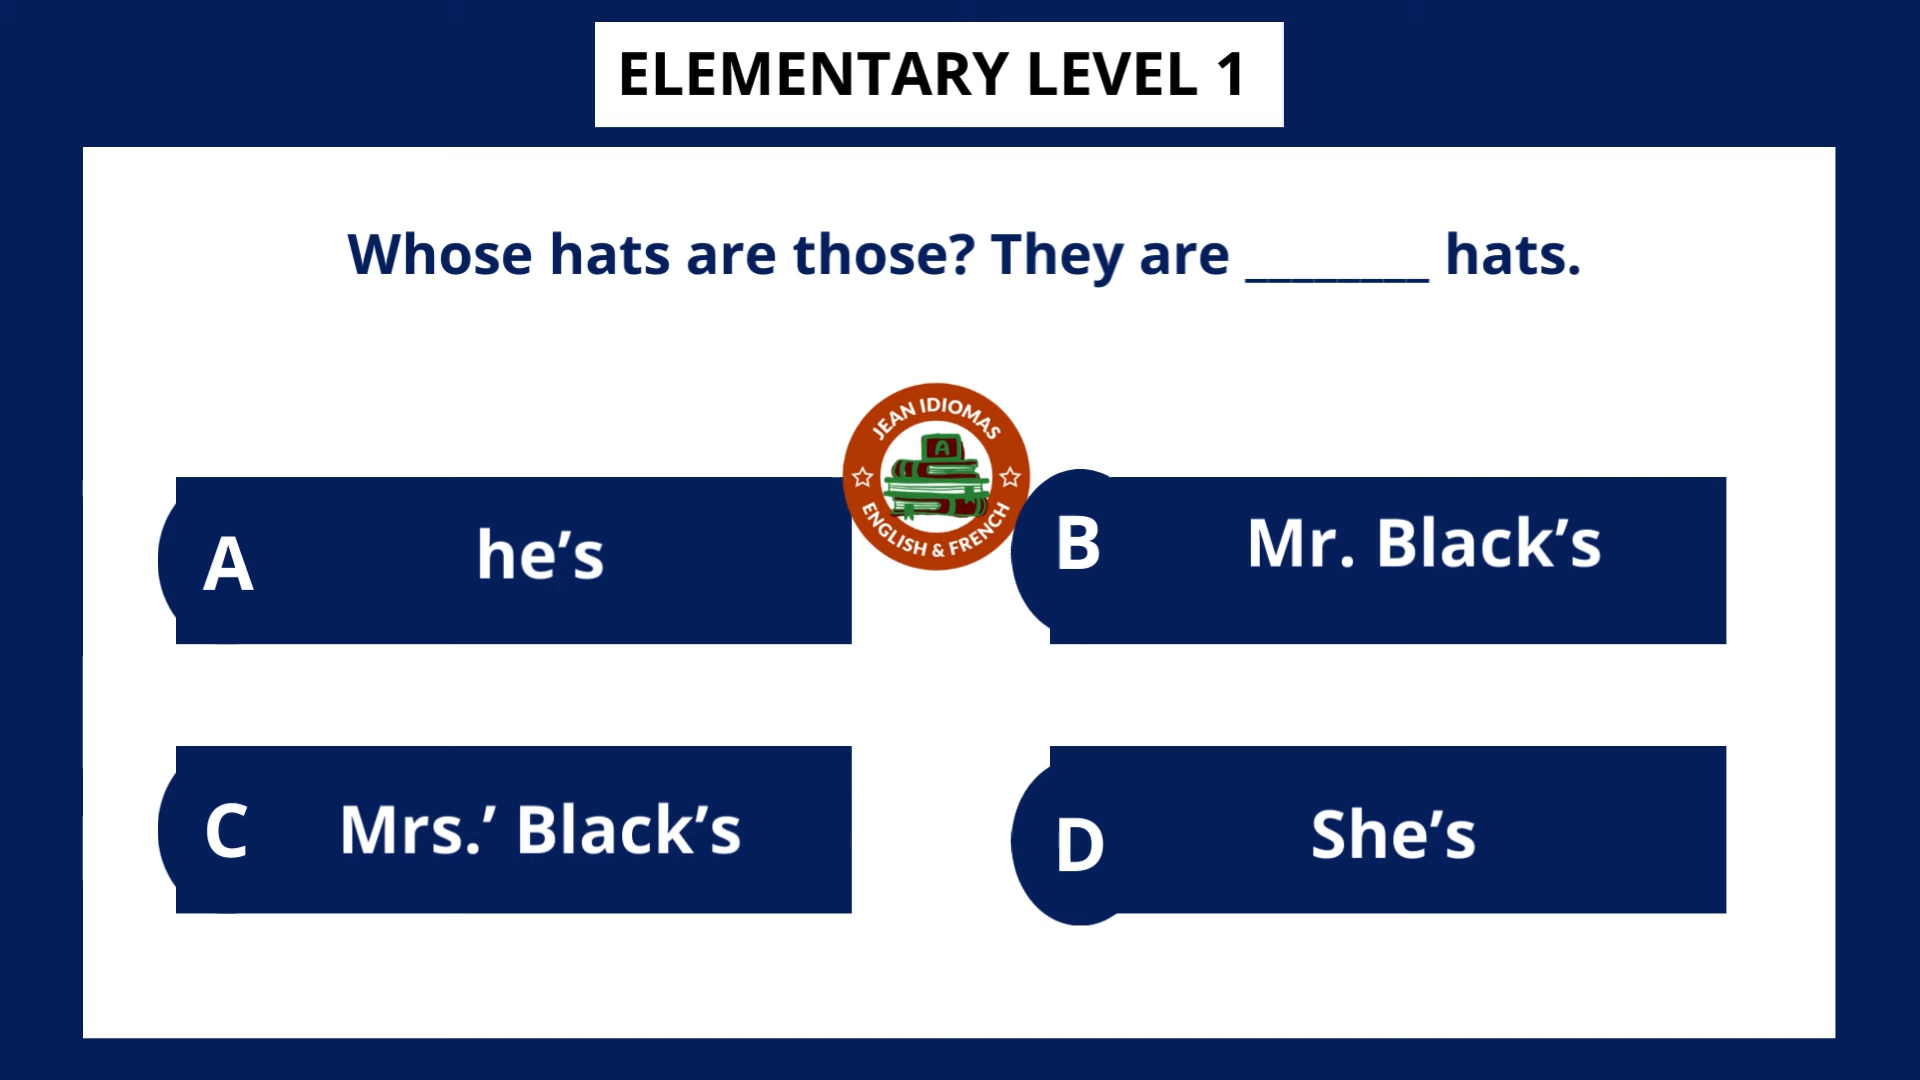 ELEMENTARY LEVEL 1
Whose hats are those? They are ________ hats.
JEAN IDIOMAS
A
ENGLISH & FRENCH
A he’s
B Mr. Black’s
C Mrs.’ Black’s
D She’s